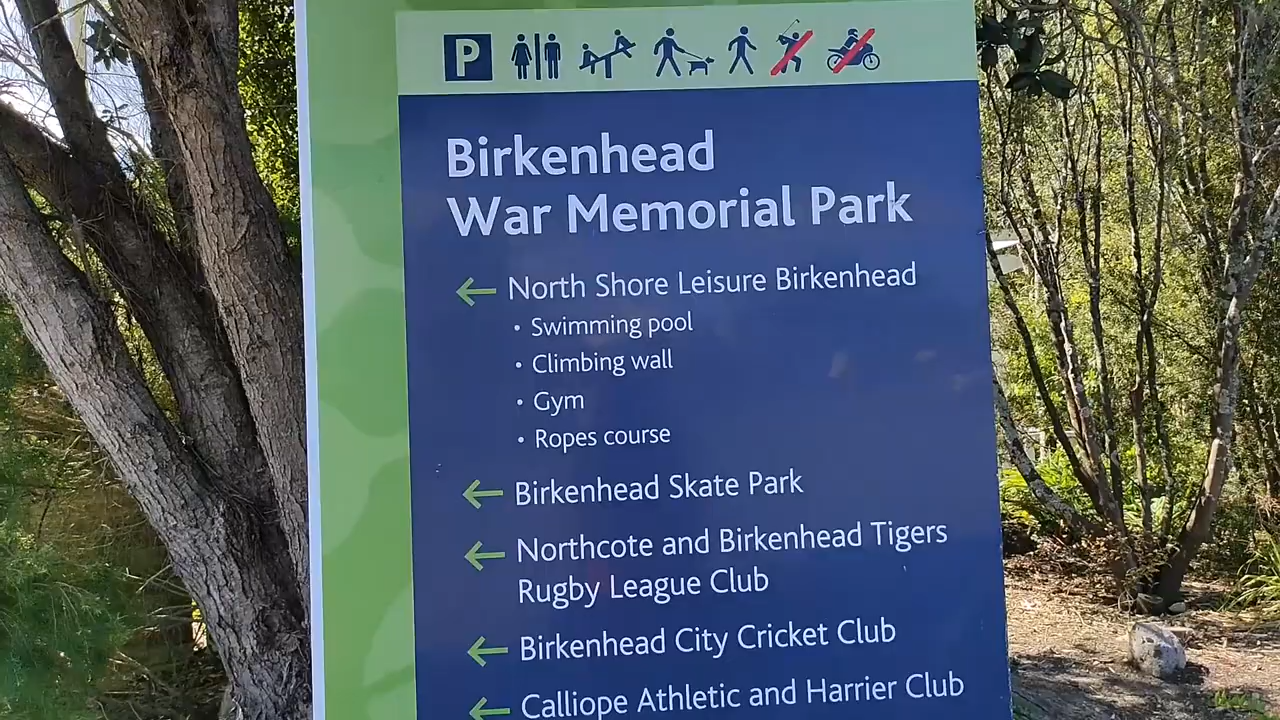 P
Birkenhead
War Memorial Park
← North Shore Leisure Birkenhead
• Swimming pool
• Climbing wall
• Gym
• Ropes course
← Birkenhead Skate Park
← Northcote and Birkenhead Tigers
Rugby League Club
← Birkenhead City Cricket Club
← Calliope Athletic and Harrier Club